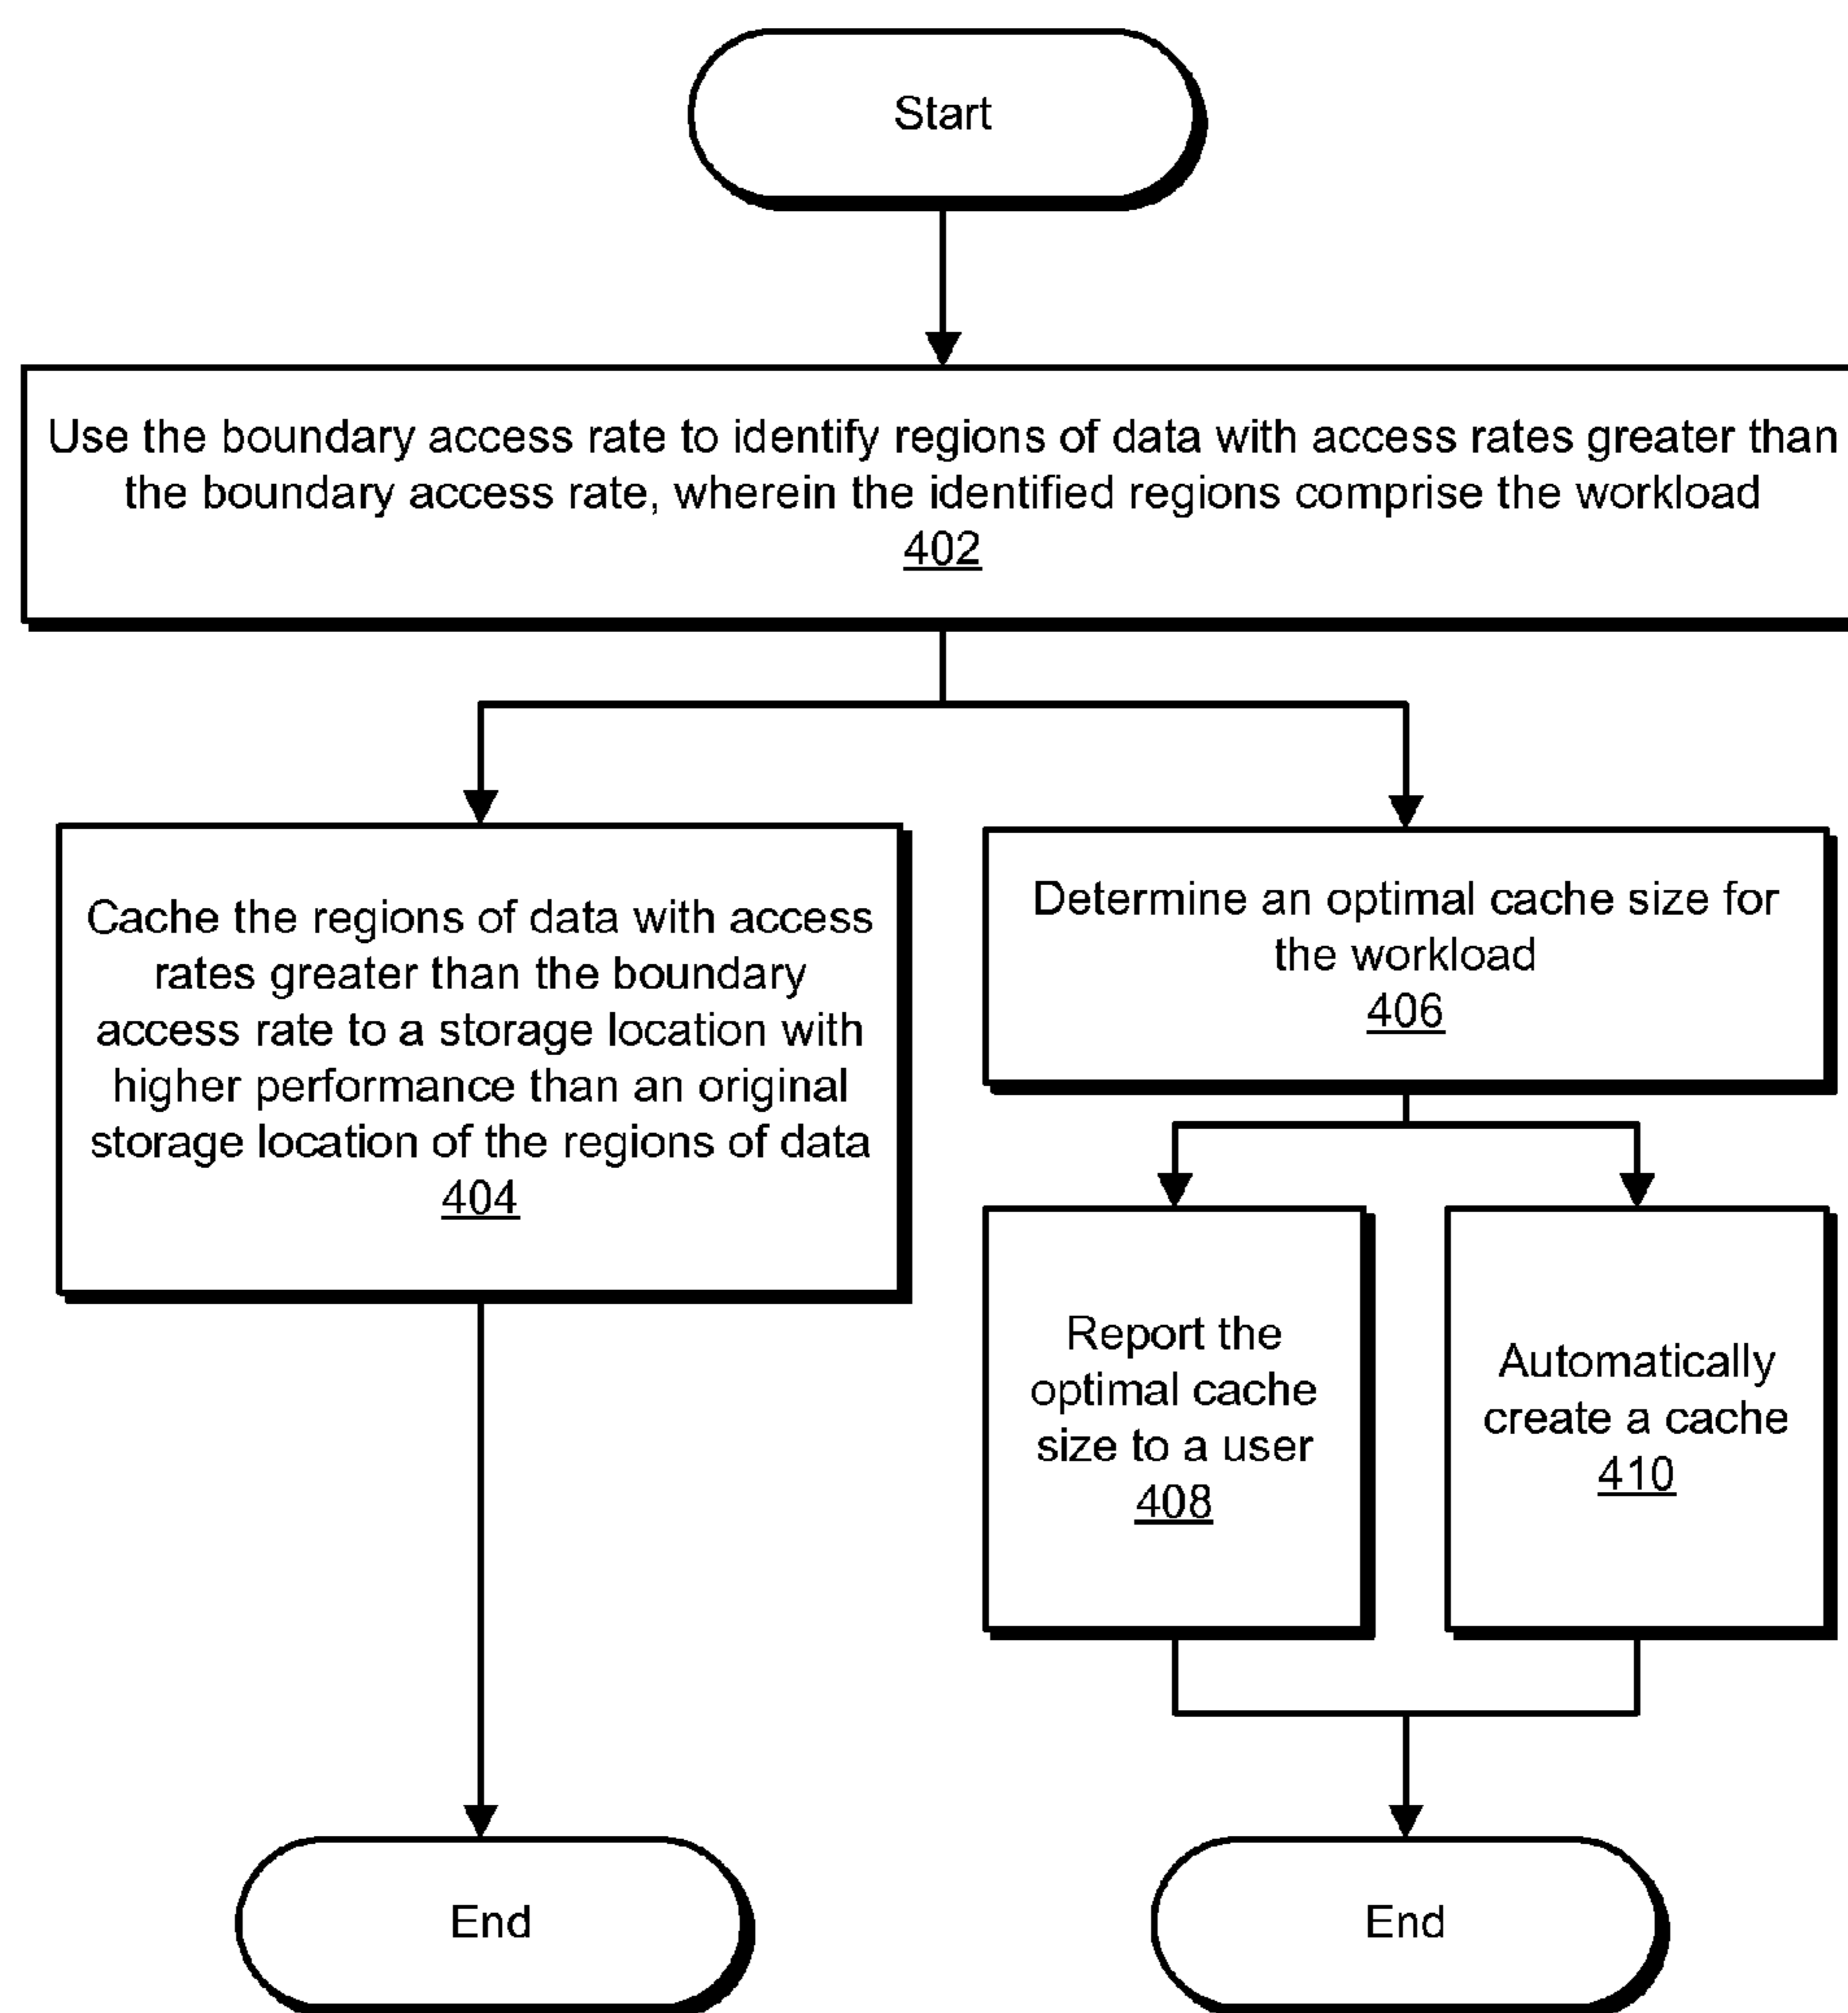 Start
Use the boundary access rate to identify regions of data with access rates greater than
the boundary access rate, wherein the identified regions comprise the workload
402
Cache the regions of data with access
rates greater than the boundary
access rate to a storage location with
higher performance than an original
storage location of the regions of data
404
Determine an optimal cache size for
the workload
406
Report the
optimal cache
size to a user
408
Automatically
create a cache
410
End
End